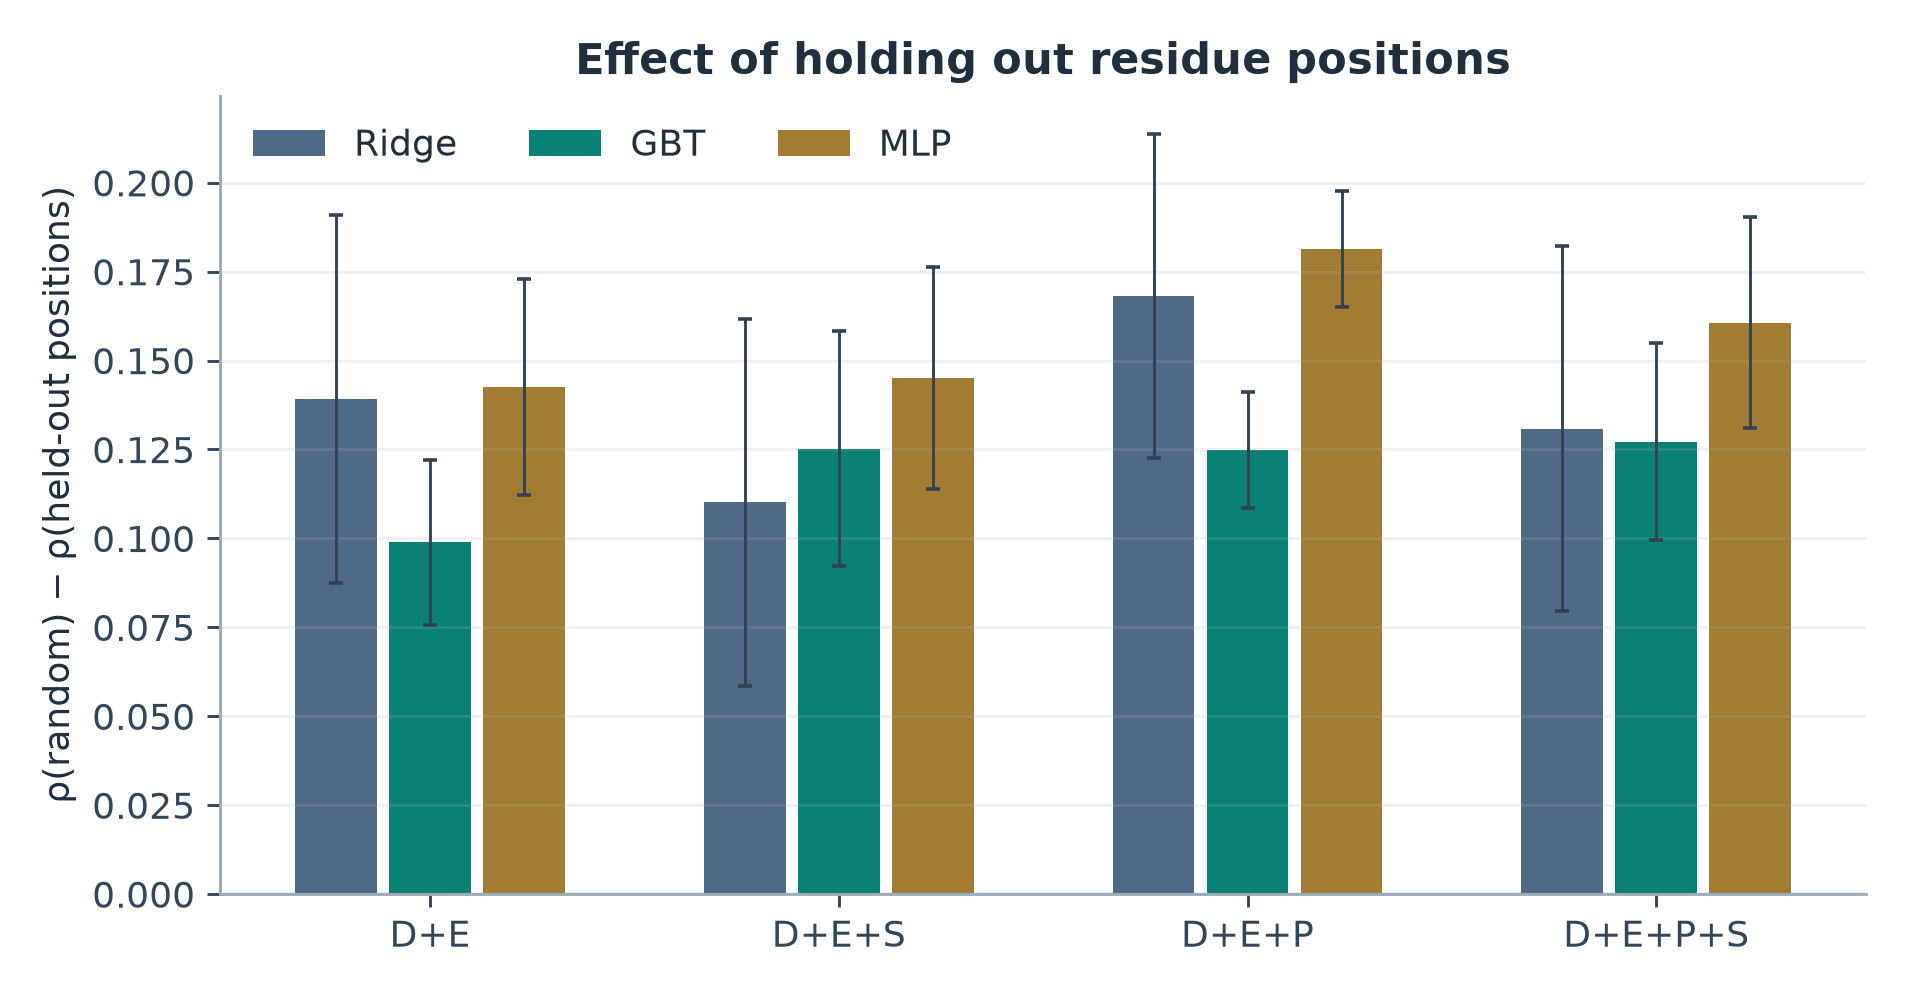 Effect of holding out residue positions
Ridge GBT MLP
ρ(random) − ρ(held-out positions)
0.200
0.175
0.150
0.125
0.100
0.075
0.050
0.025
0.000
D+E D+E+S D+E+P D+E+P+S